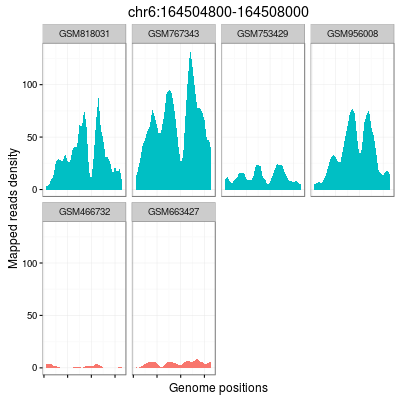 chr6:164504800-164508000
GSM818031 GSM767343 GSM753429 GSM956008
100
50
0
GSM466732 GSM663427
100
50
0
Mapped reads density
Genome positions